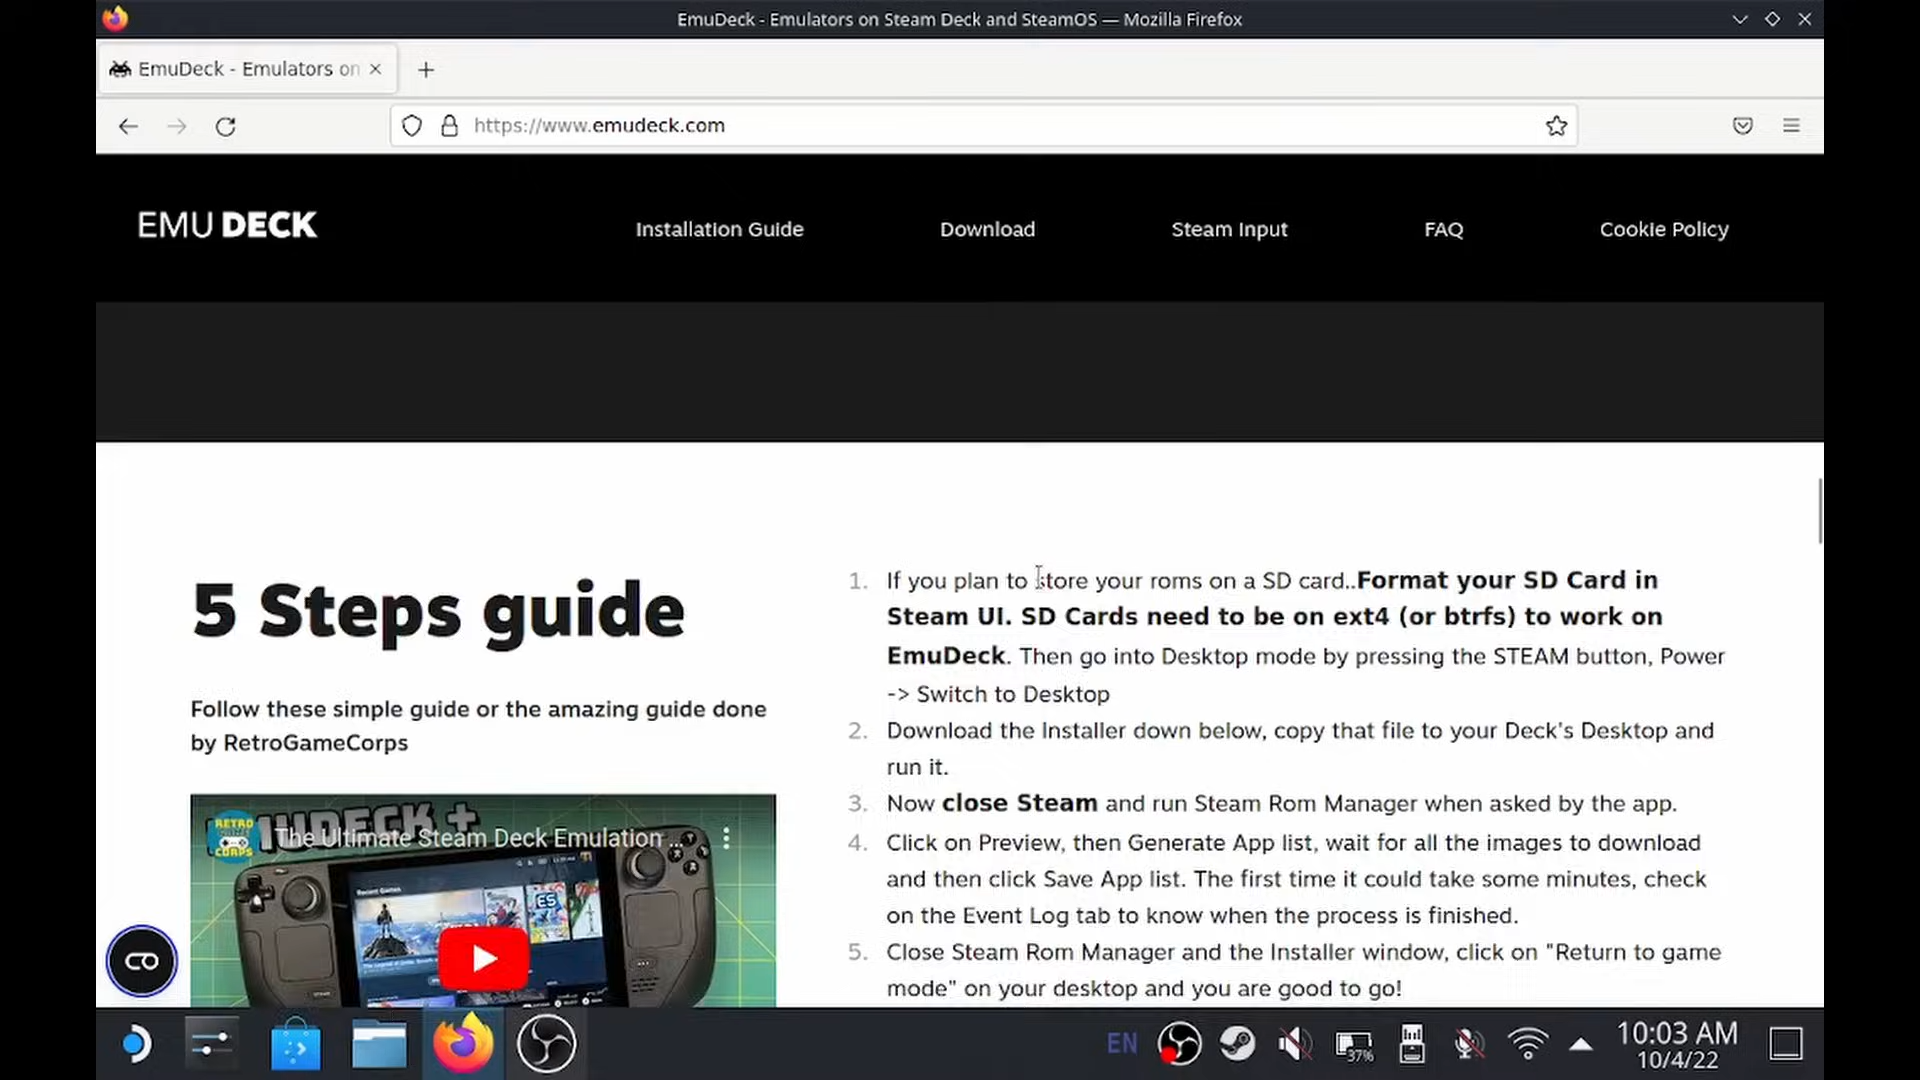 EmuDeck - Emulators on Steam Deck and SteamOS — Mozilla Firefox
EmuDeck - Emulators on
https://www.emudeck.com
EMU DECK
Installation Guide
Download
Steam Input
FAQ
Cookie Policy
5 Steps guide
Follow these simple guide or the amazing guide done
by RetroGameCorps
RETRO
GAME
CORPS
The Ultimate Steam Deck Emulation ...
Recent Games
ES
STEAM
1. If you plan to store your roms on a SD card..Format your SD Card in
Steam UI. SD Cards need to be on ext4 (or btrfs) to work on
EmuDeck. Then go into Desktop mode by pressing the STEAM button, Power
-> Switch to Desktop
2. Download the Installer down below, copy that file to your Deck's Desktop and
run it.
3. Now close Steam and run Steam Rom Manager when asked by the app.
4. Click on Preview, then Generate App list, wait for all the images to download
and then click Save App list. The first time it could take some minutes, check
on the Event Log tab to know when the process is finished.
5. Close Steam Rom Manager and the Installer window, click on "Return to game
mode" on your desktop and you are good to go!
EN
37%
10:03 AM
10/4/22